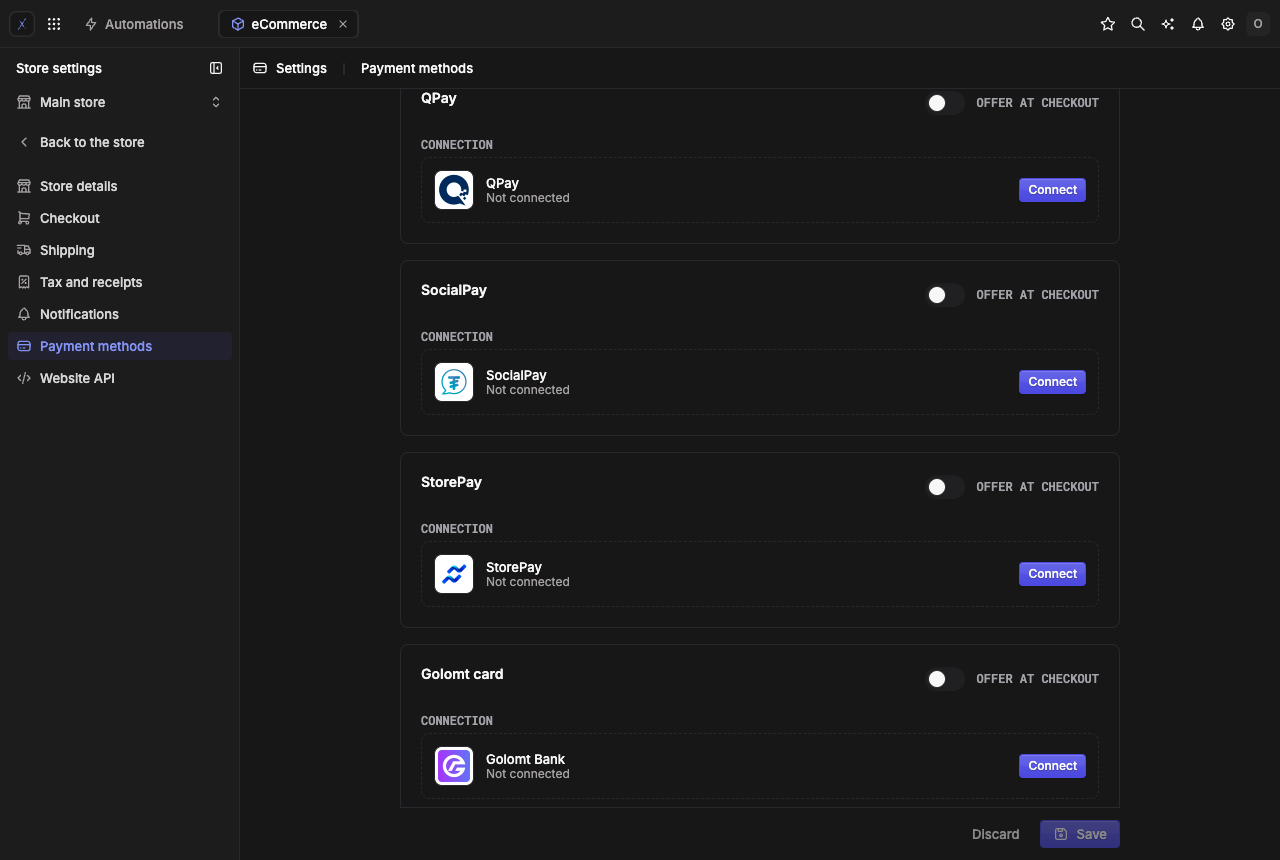 Automations
eCommerce
O
Store settings
Settings
Payment methods
Main store
Back to the store
Store details
Checkout
Shipping
Tax and receipts
Notifications
Payment methods
Website API
QPay
OFFER AT CHECKOUT
CONNECTION
QPay
Not connected
Connect
SocialPay
OFFER AT CHECKOUT
CONNECTION
SocialPay
Not connected
Connect
StorePay
OFFER AT CHECKOUT
CONNECTION
StorePay
Not connected
Connect
Golomt card
OFFER AT CHECKOUT
CONNECTION
Golomt Bank
Not connected
Connect
Discard
Save